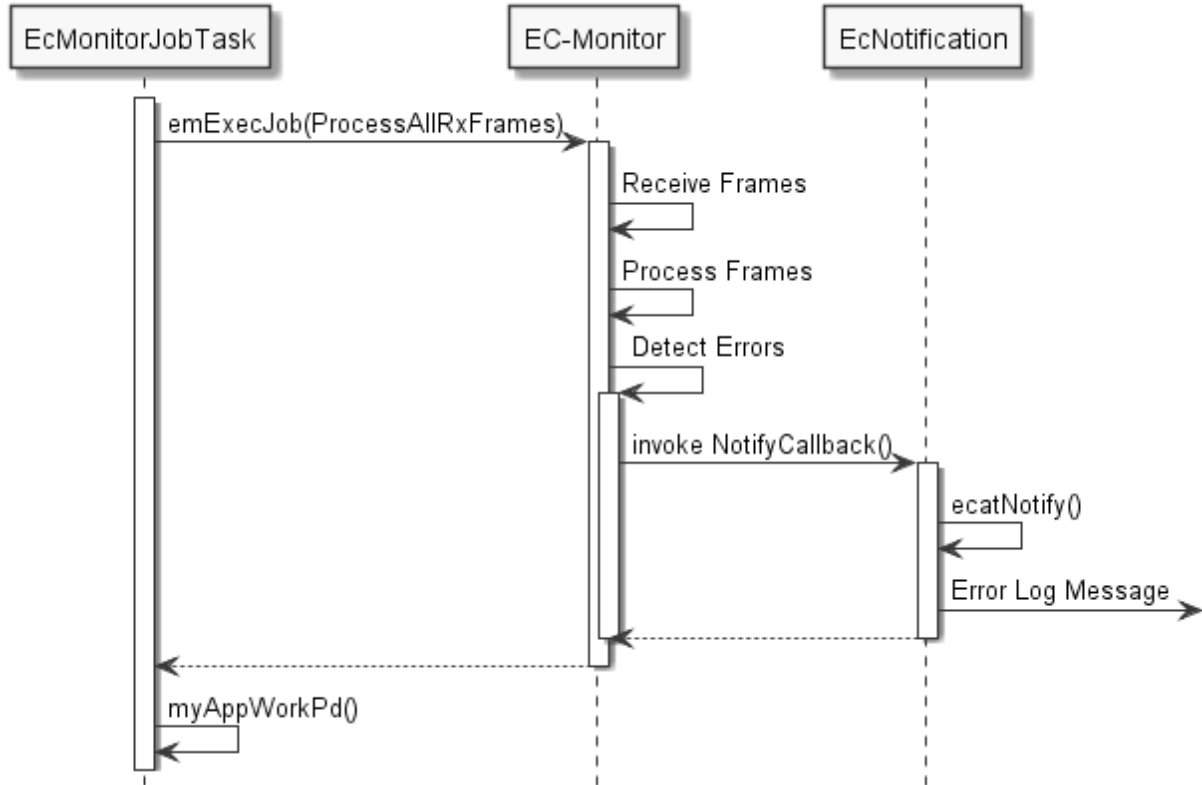 EcMonitorJobTask
EC-Monitor
EcNotification
emExecJob(ProcessAllRxFrames)
Receive Frames
Process Frames
Detect Errors
invoke NotifyCallback()
ecatNotify()
Error Log Message
myAppWorkPd()